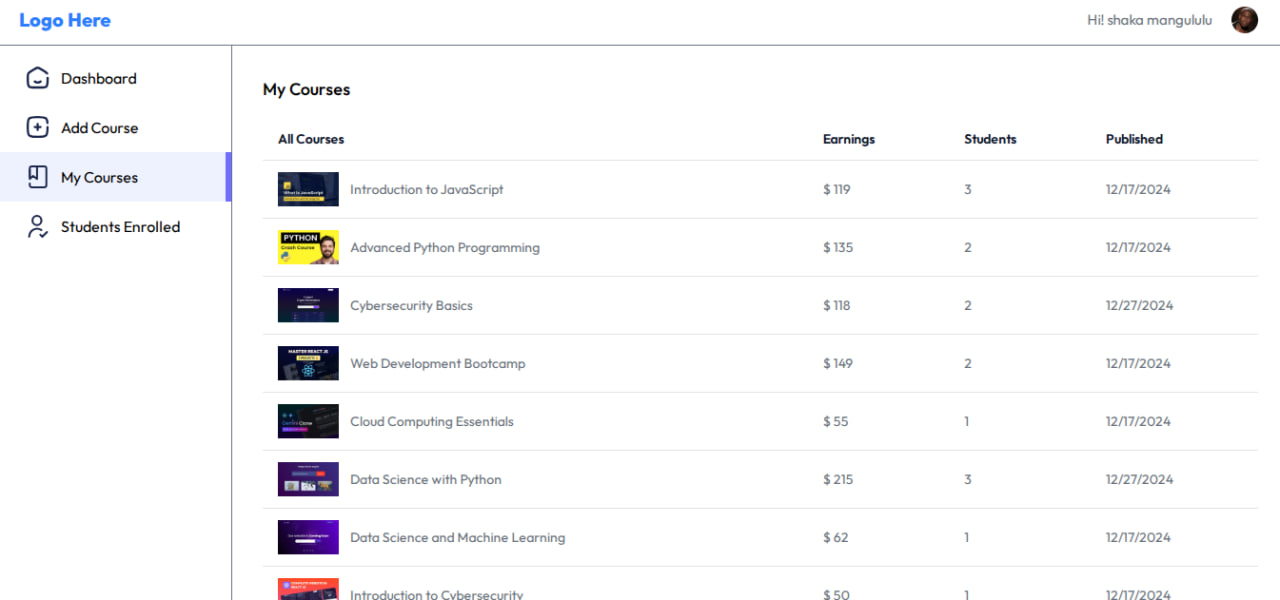 Logo Here
Hi! shaka mangululu
Dashboard
Add Course
My Courses
Students Enrolled
My Courses
All Courses Earnings Students Published
What is JavaScript
Introduction to JavaScript $ 119 3 12/17/2024
PYTHON
Crash Course
Advanced Python Programming $ 135 2 12/17/2024
Cybersecurity Basics $ 118 2 12/27/2024
MASTER REACT JS
Web Development Bootcamp $ 149 2 12/17/2024
Gemini Clone
Cloud Computing Essentials $ 55 1 12/17/2024
Data Science with Python $ 215 3 12/27/2024
Data Science and Machine Learning $ 62 1 12/17/2024
Introduction to Cybersecurity $ 50 1 12/17/2024